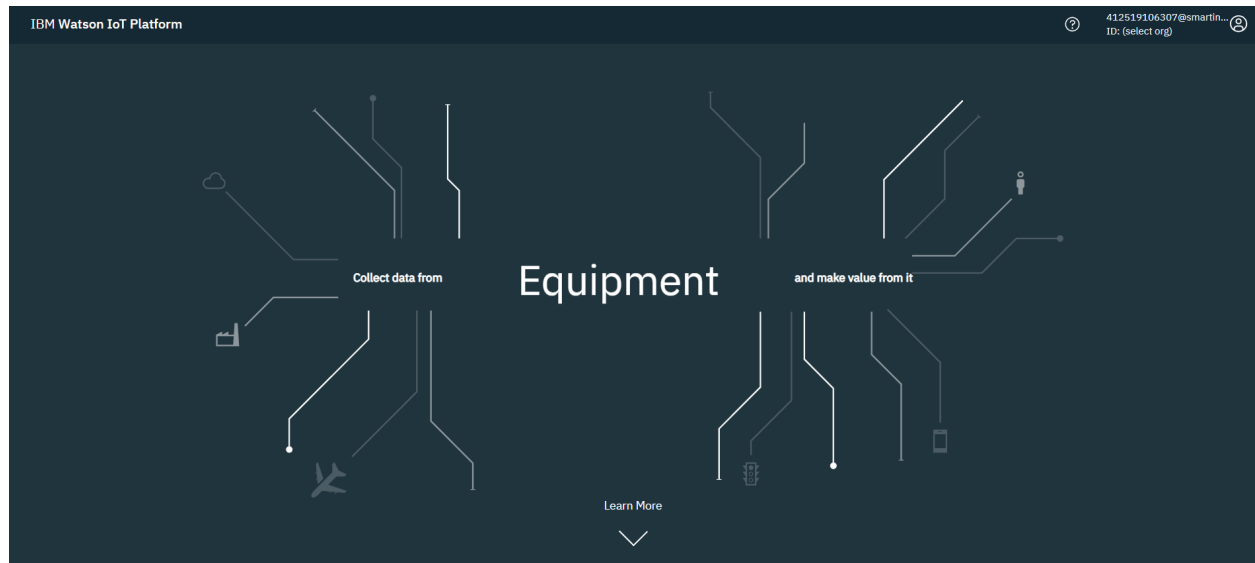 IBM Watson IoT Platform
412519106307@smartin...
ID: (select org)
Collect data from
Equipment
and make value from it
Learn More